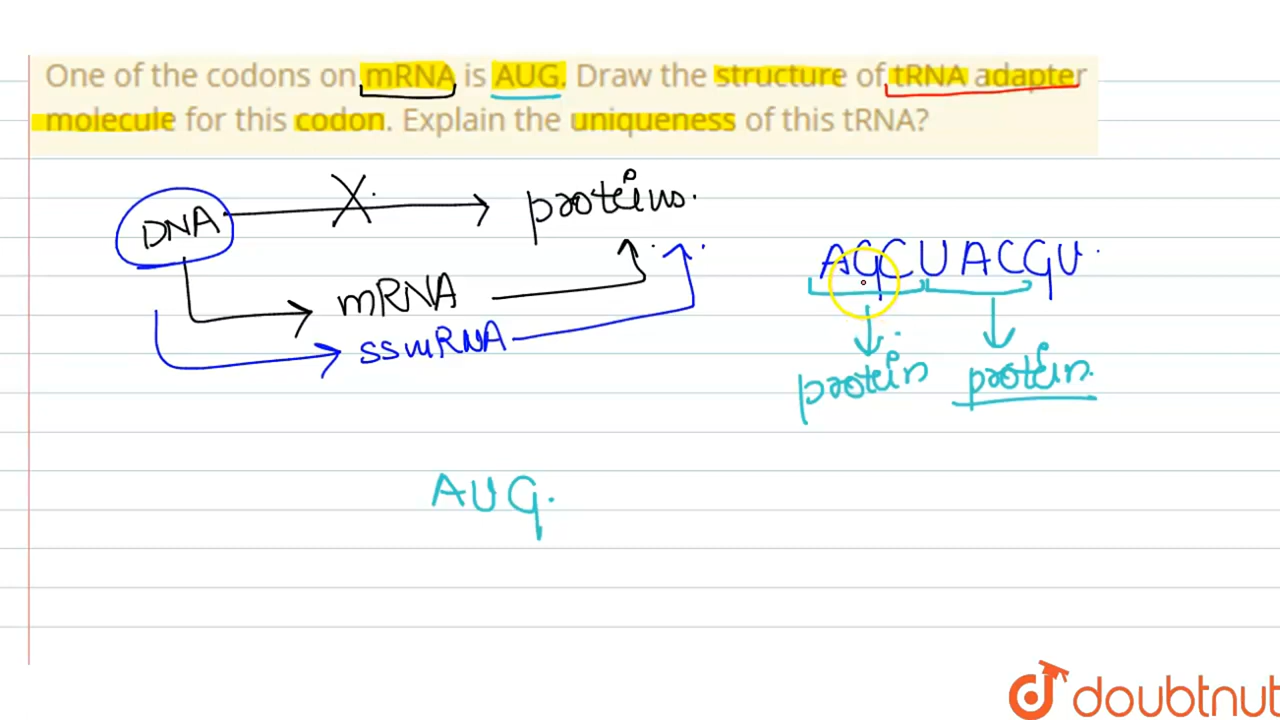 One of the codons on mRNA is AUG. Draw the structure of tRNA adapter
molecule for this codon. Explain the uniqueness of this tRNA?
DNA X proteins.
AGCUACGU
mRNA
ssmRNA
protein protein.
AUG.
doubtnut